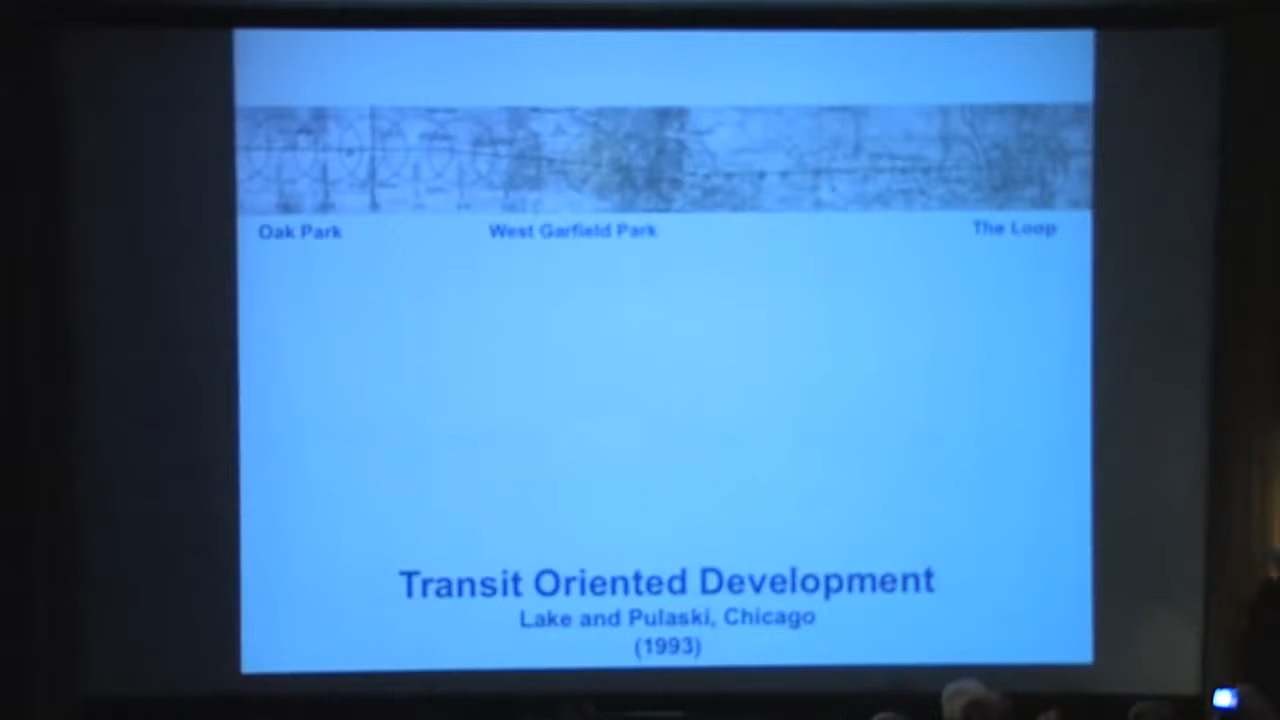 Oak Park West Garfield Park The Loop
Transit Oriented Development
Lake and Pulaski, Chicago
(1993)